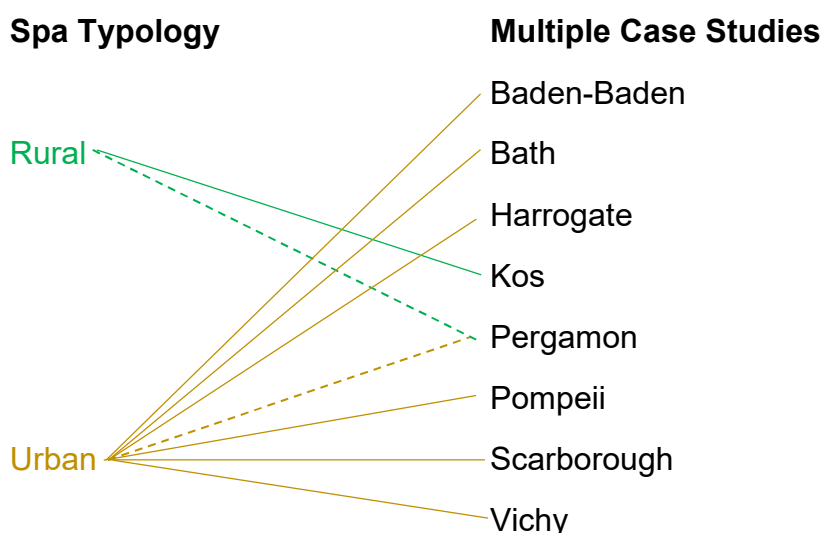 Spa Typology
Multiple Case Studies
Baden-Baden
Rural
Bath
Harrogate
Kos
Pergamon
Pompeii
Urban
Scarborough
Vichy